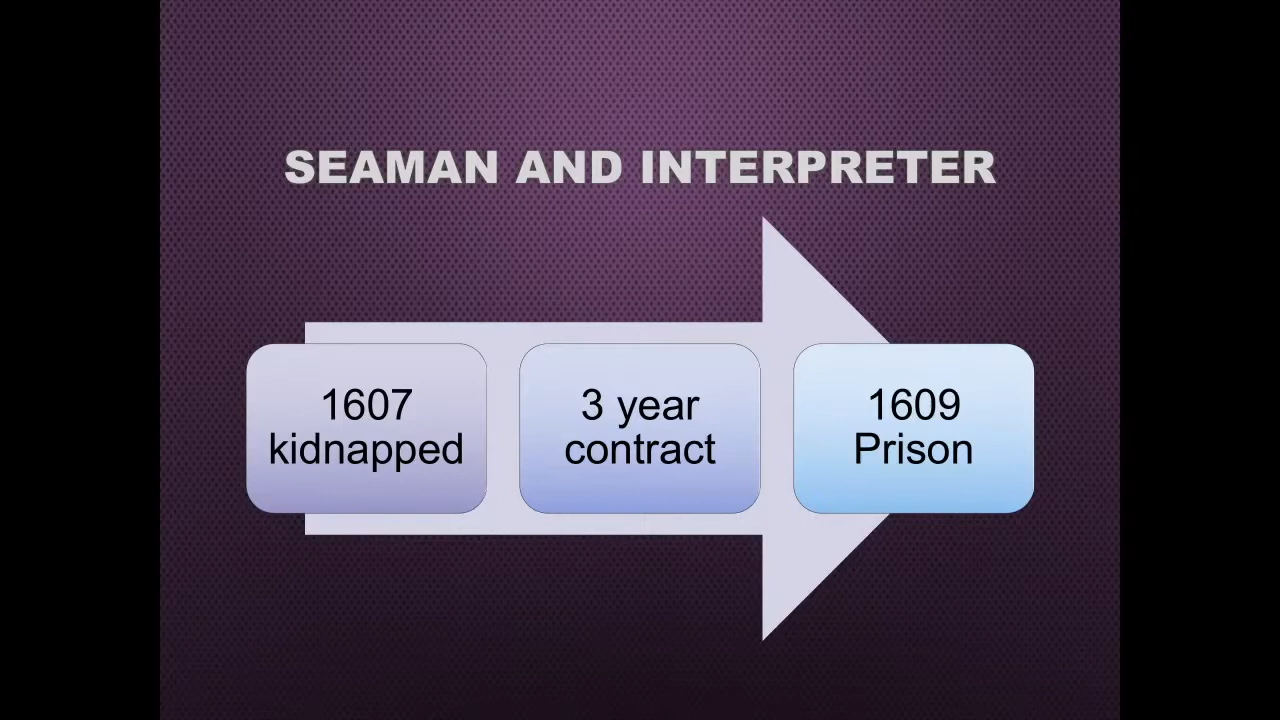 SEAMAN AND INTERPRETER
1607
kidnapped
3 year
contract
1609
Prison